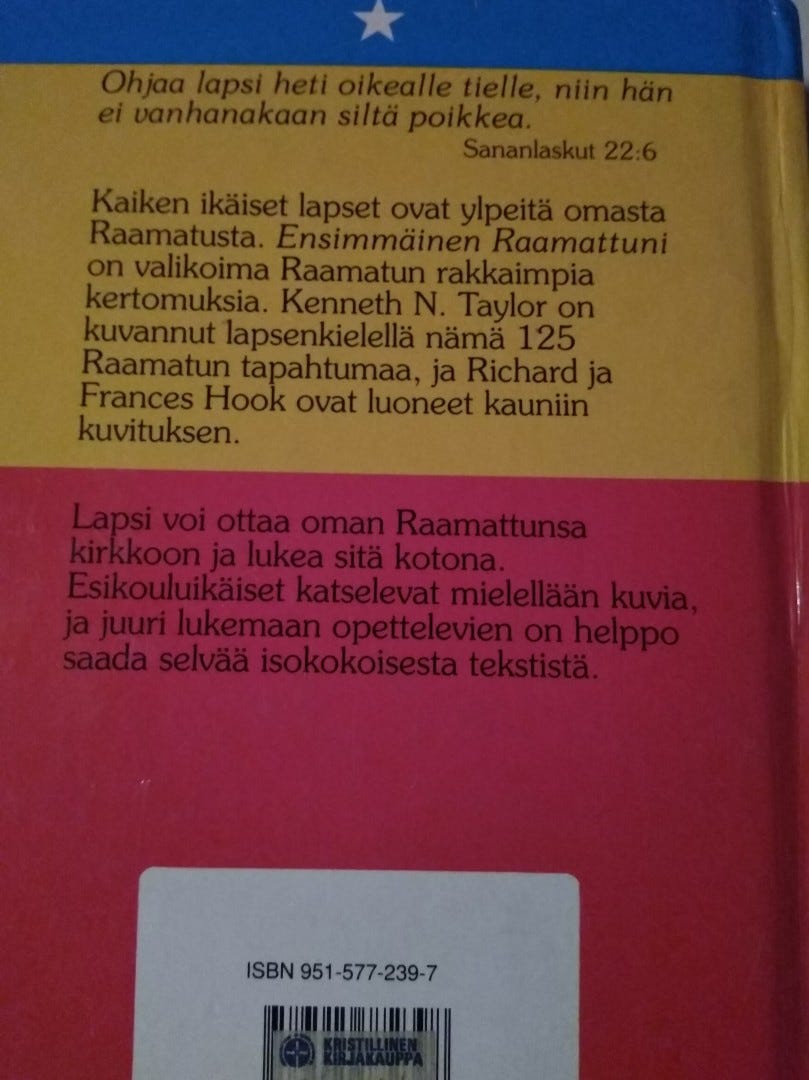 Ohjaa lapsi heti oikealle tielle, niin hän
ei vanhanakaan siltä poikkea.
Sananlaskut 22:6
Kaiken ikäiset lapset ovat ylpeitä omasta
Raamatusta. Ensimmäinen Raamattuni
on valikoima Raamatun rakkaimpia
kertomuksia. Kenneth N. Taylor on
kuvannut lapsenkielellä nämä 125
Raamatun tapahtumaa, ja Richard ja
Frances Hook ovat luoneet kauniin
kuvituksen.
Lapsi voi ottaa oman Raamattunsa
kirkkoon ja lukea sitä kotona.
Esikouluikäiset katselevat mielellään kuvia,
ja juuri lukemaan opettelevien on helppo
saada selvää isokokoisesta tekstistä.
ISBN 951-577-239-7
KRISTILLINEN
KIRJAKAUPPA